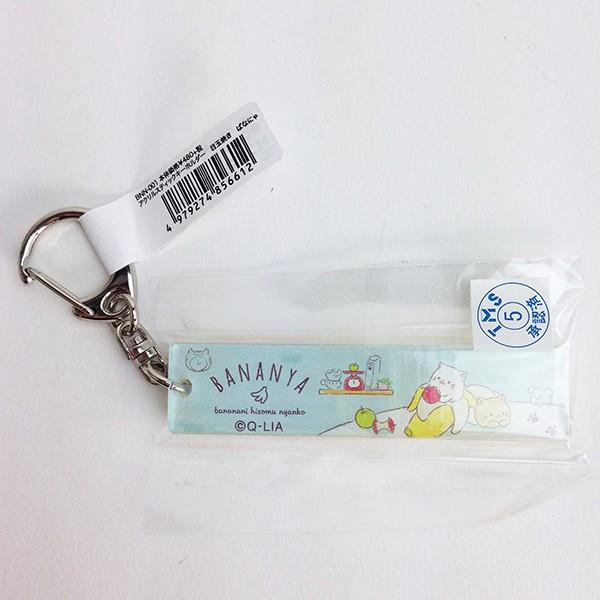 BNN-001 本体価格¥480+税
アクリルスティックキーホルダー 目玉焼き ばなにゃ
4 979274 856612
BANANYA
bananani hisomu nyanko
©Q-LIA
TMS
5
承認済